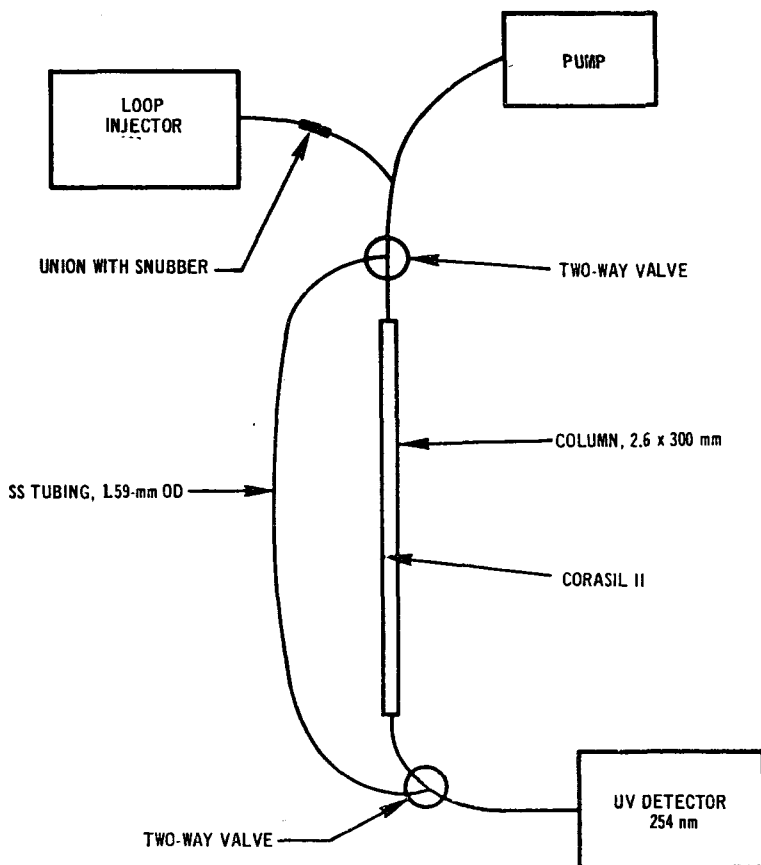 PUMP
LOOP
INJECTOR
UNION WITH SNUBBER
TWO-WAY VALVE
COLUMN, 2.6 x 300 mm
SS TUBING, 1.59-mm OD
CORASIL II
UV DETECTOR
254 nm
TWO-WAY VALVE